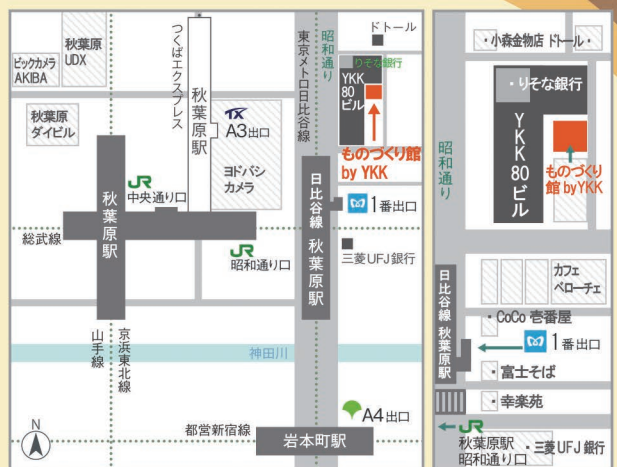 秋葉原
UDX
ビックカメラ
AKIBA
秋葉原
ダイビル
つくばエクスプレス
秋葉原駅
TX
A3出口
ヨドバシ
カメラ
東京メトロ日比谷線
昭和通り
ドトール
りそな銀行
YKK
80
ビル
ものづくり館
by YKK
JR
中央通り口
秋葉原駅
総武線
JR
昭和通り口
日比谷線 秋葉原駅
1番出口
三菱UFJ銀行
山手線
京浜東北線
神田川
N
都営新宿線
A4出口
岩本町駅
・小森金物店 ドトール・
・りそな銀行
YKK80ビル
昭和通り
ものづくり
館 by YKK
カフェ
ベローチェ
日比谷線 秋葉原駅
・CoCo 壱番屋
1番出口
・富士そば
・幸楽苑
JR
秋葉原駅
昭和通り口
・三菱UFJ銀行